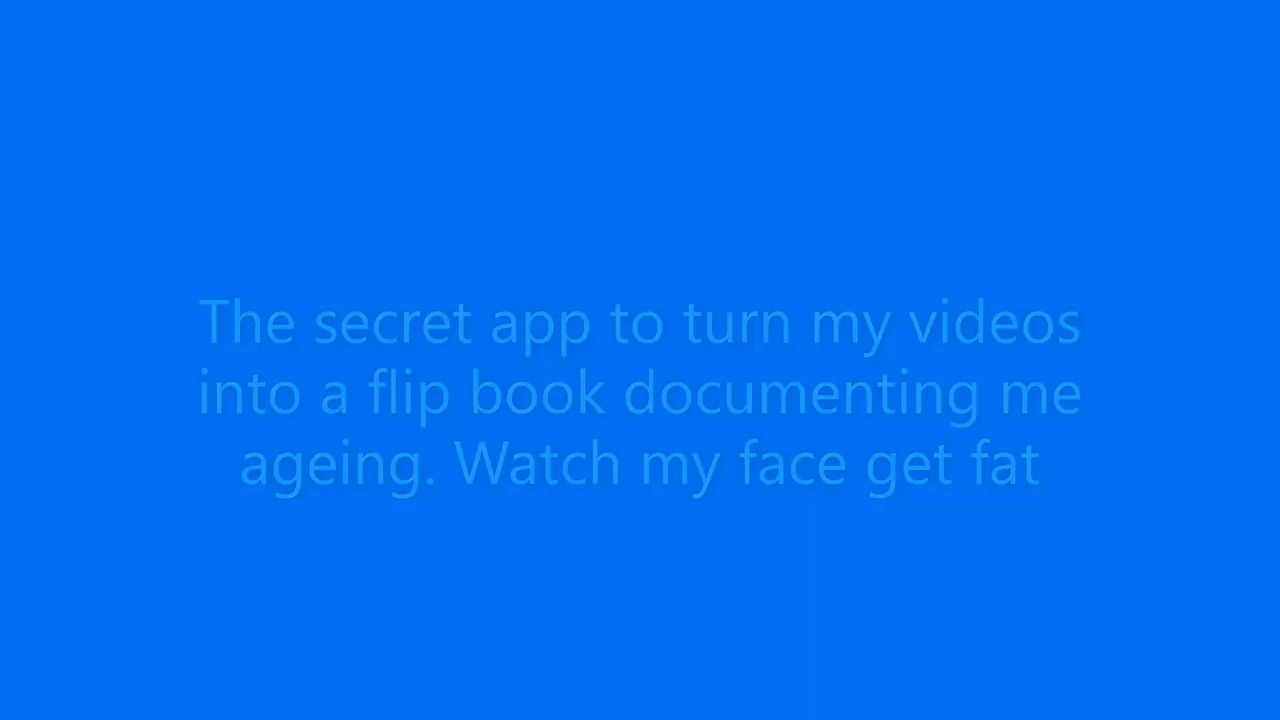 The secret app to turn my videos
into a flip book documenting me
ageing. Watch my face get fat